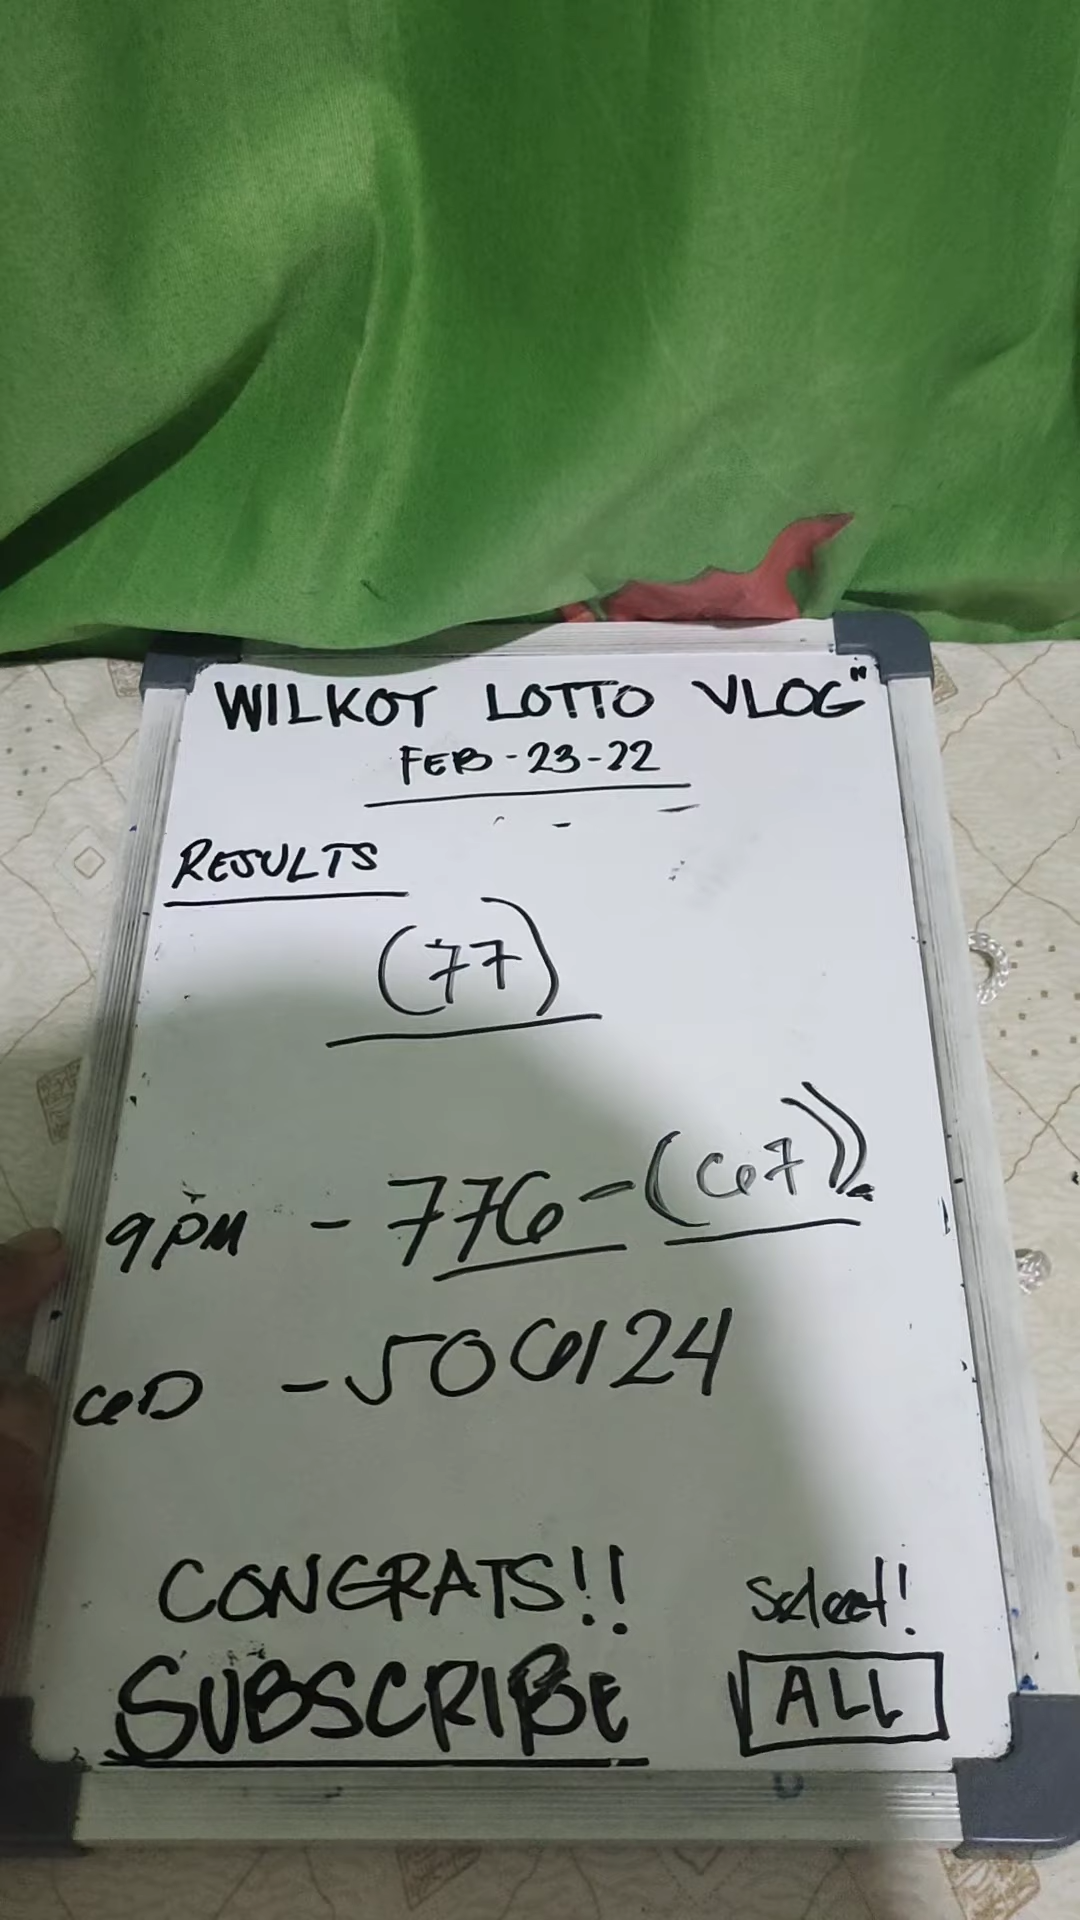 WILKOT LOTTO VLOG"
FEB-23-22
RESULTS
(77)
9PM - 776-(67))
6D - 506124
CONGRATS!!
Select!
SUBSCRIBE
ALL